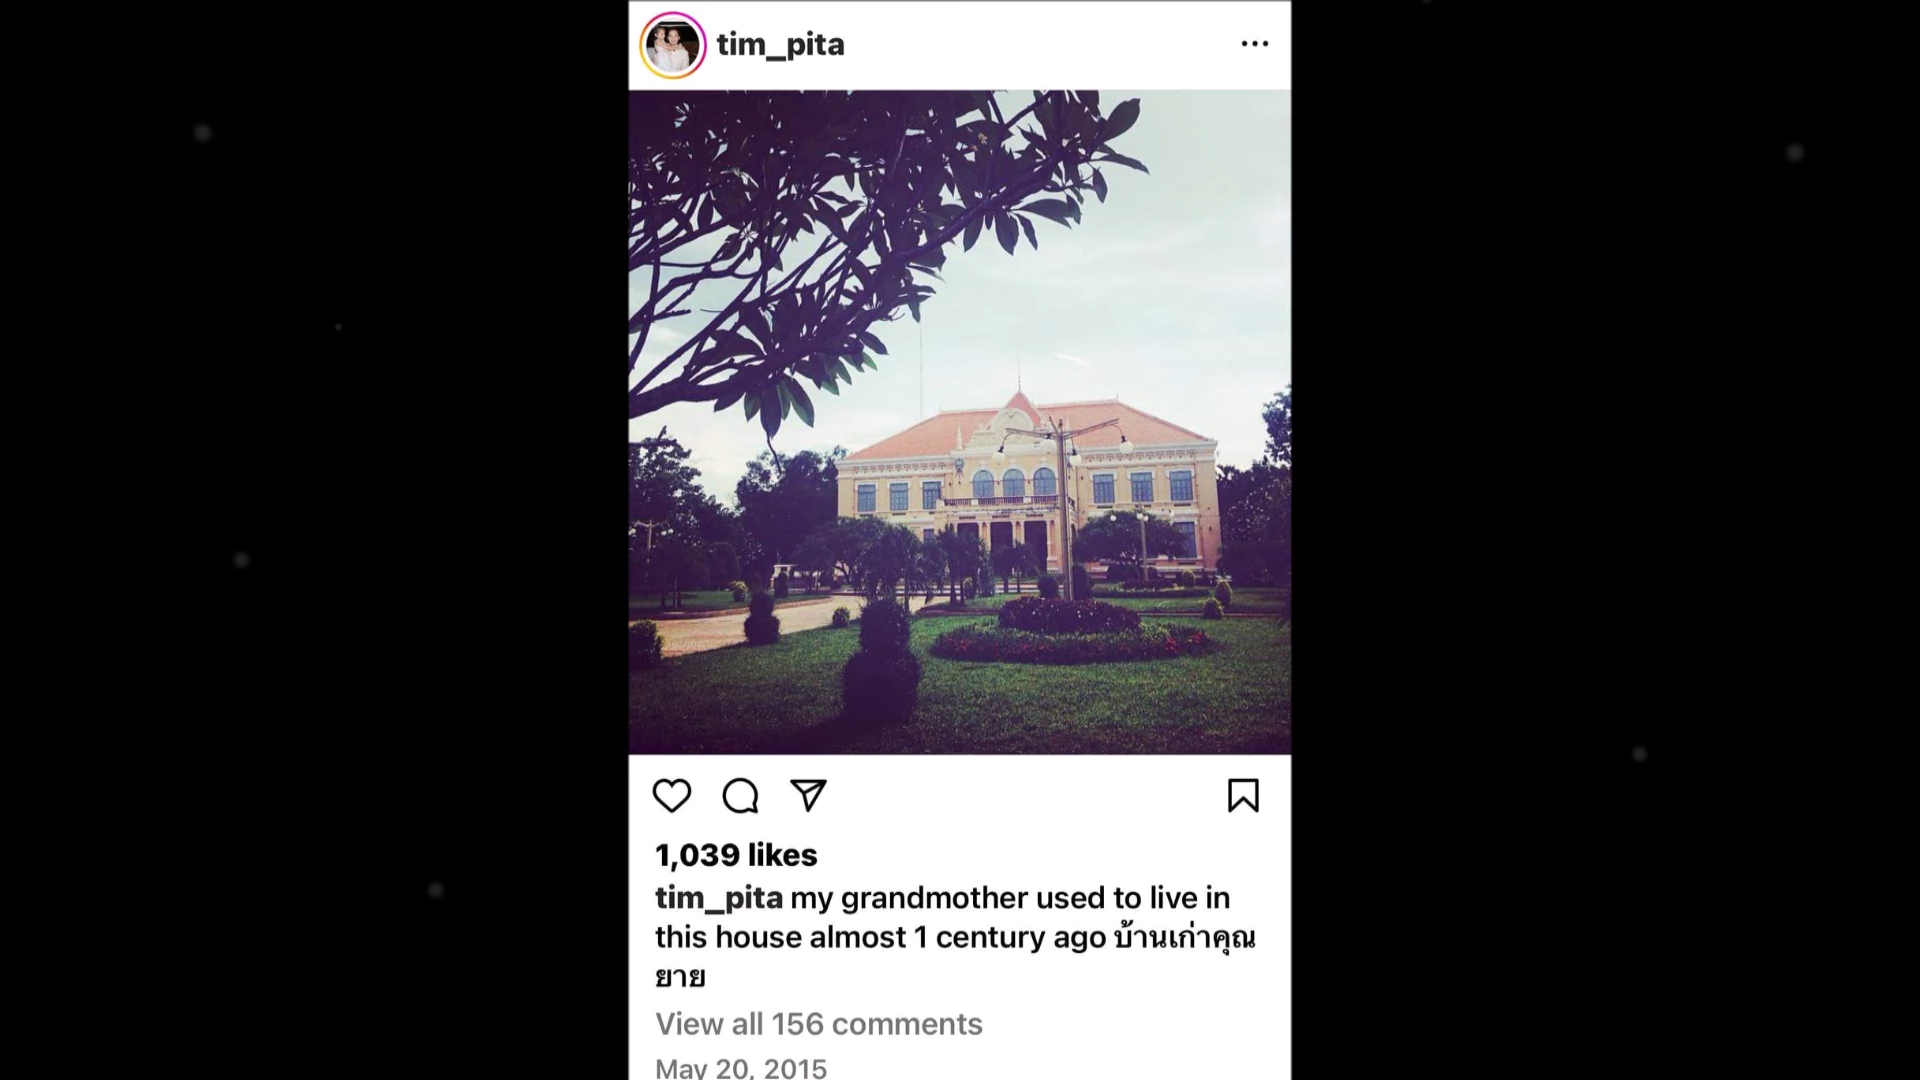 tim_pita
1,039 likes
tim_pita my grandmother used to live in
this house almost 1 century ago บ้านเก่าคุณ
ยาย
View all 156 comments
May 20, 2015